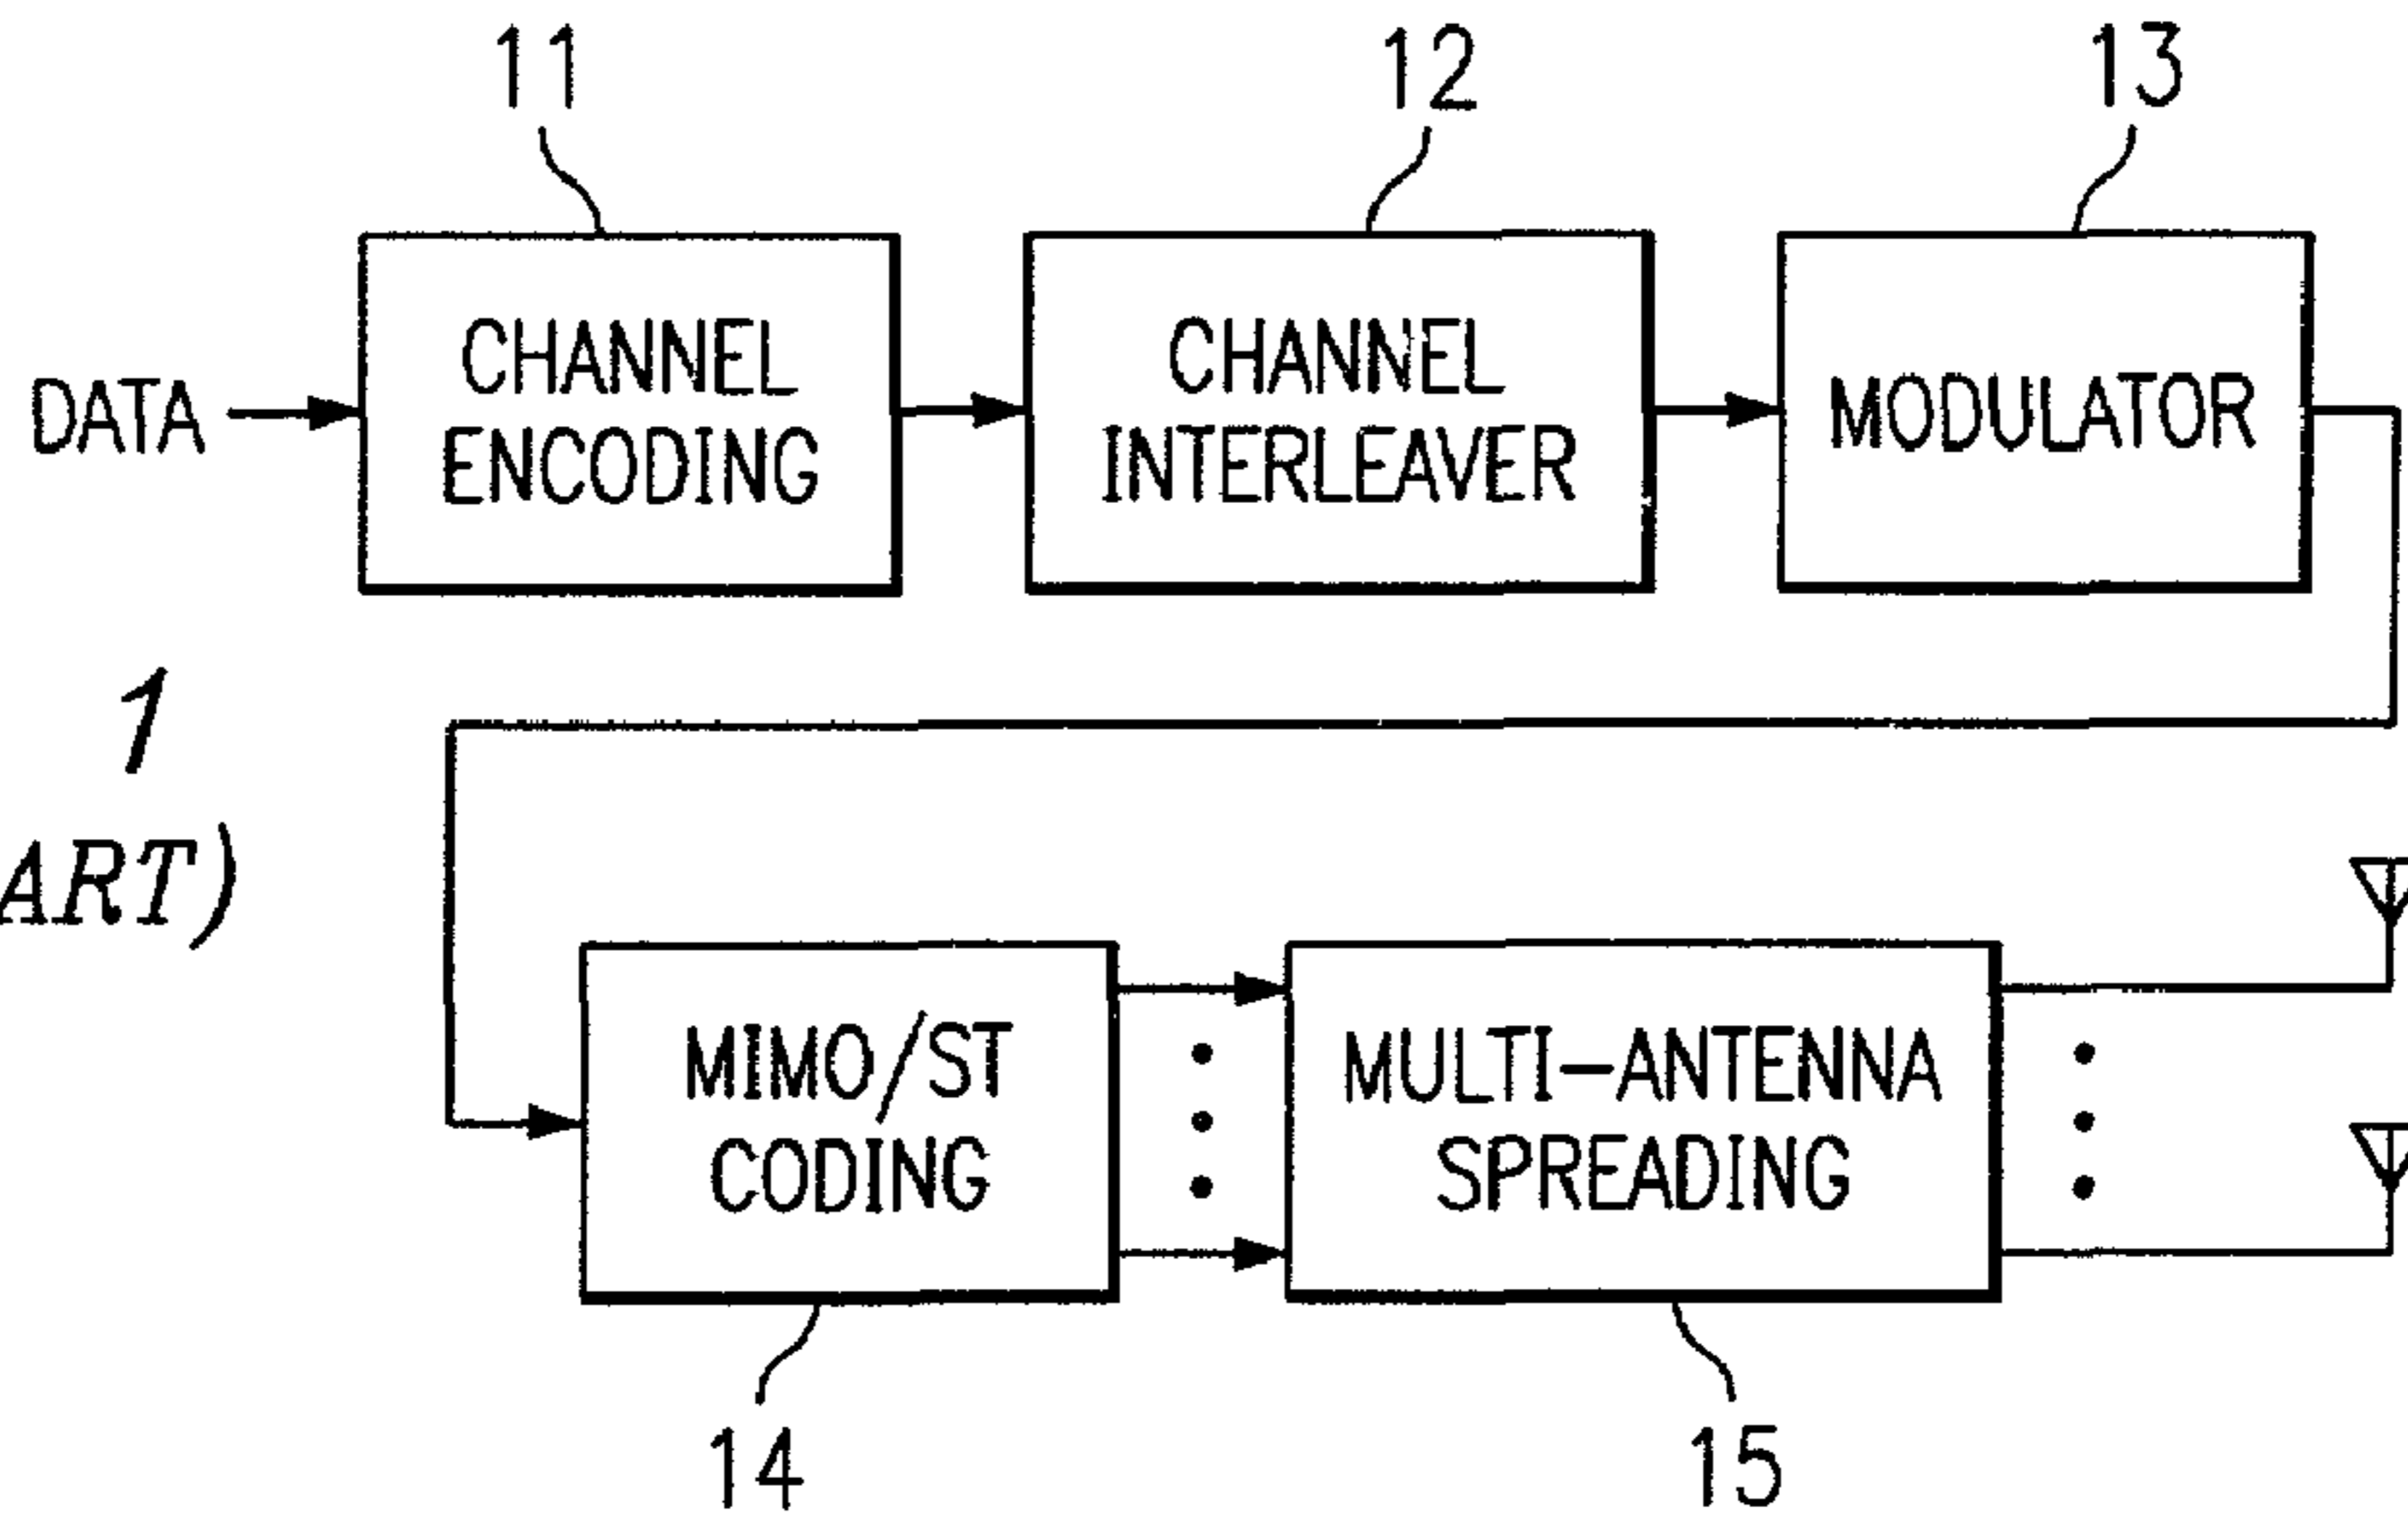 11
12
13
DATA
CHANNEL
ENCODING
CHANNEL
INTERLEAVER
MODULATOR
1
ART)
MIMO/ST
CODING
MULTI-ANTENNA
SPREADING
14
15